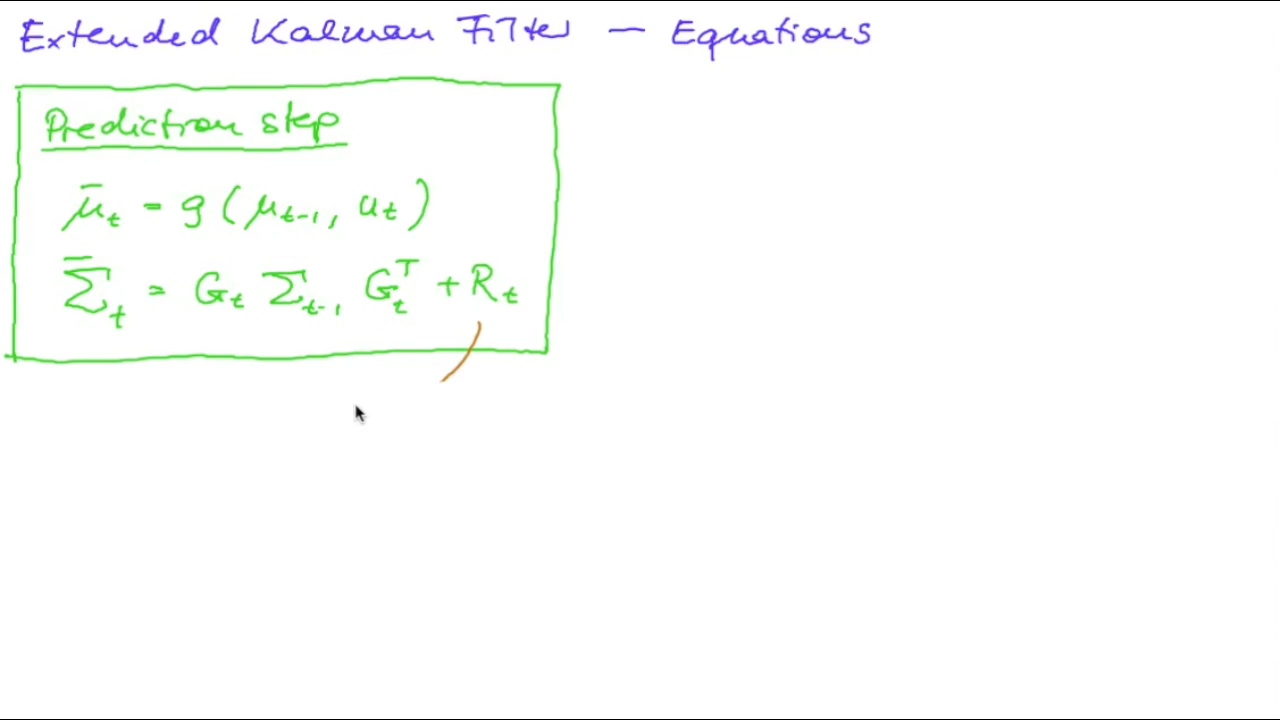 Extended Kalman Filter — Equations
Prediction step
μ̄ₜ = g(μₜ₋₁, uₜ)
Σ̄ₜ = Gₜ Σₜ₋₁ Gₜᵀ + Rₜ